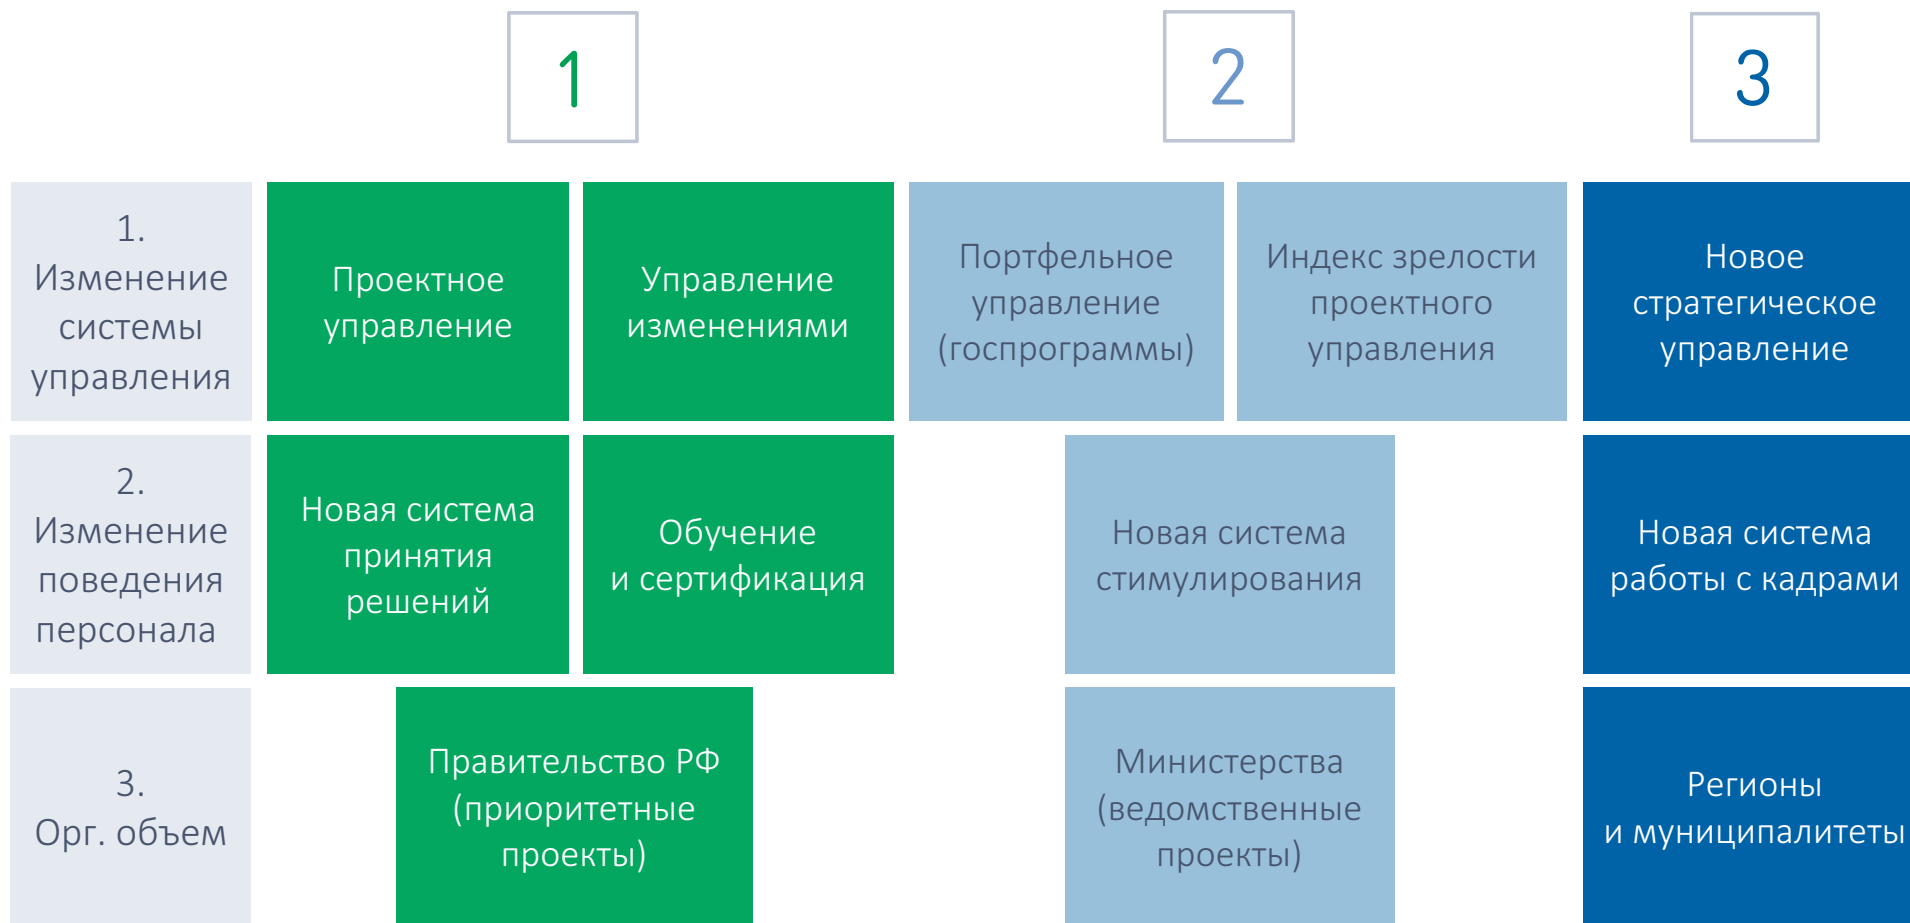 1
2
3
1.
Изменение
системы
управления
Проектное
управление
Управление
изменениями
Портфельное
управление
(госпрограммы)
Индекс зрелости
проектного
управления
Новое
стратегическое
управление
2.
Изменение
поведения
персонала
Новая система
принятия
решений
Обучение
и сертификация
Новая система
стимулирования
Новая система
работы с кадрами
3.
Орг. объем
Правительство РФ
(приоритетные
проекты)
Министерства
(ведомственные
проекты)
Регионы
и муниципалитеты